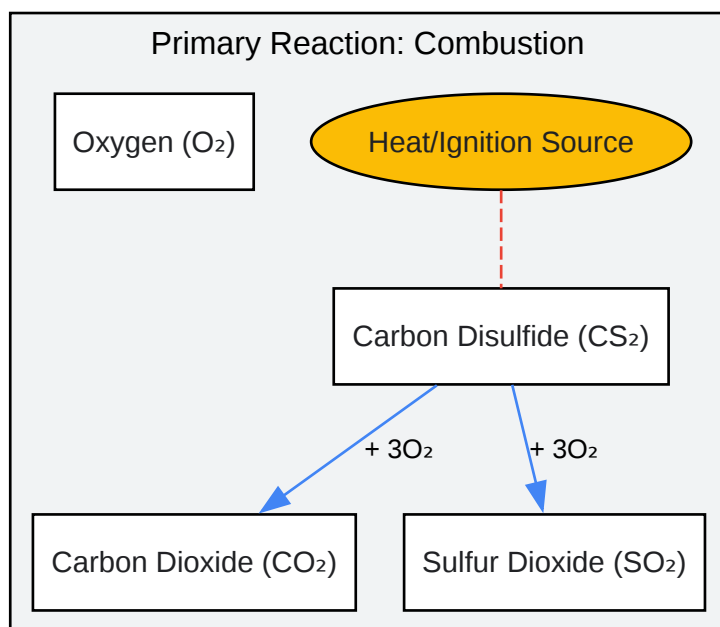 Primary Reaction: Combustion
Oxygen (O₂)
Heat/Ignition Source
Carbon Disulfide (CS₂)
+ 3O₂
+ 3O₂
Carbon Dioxide (CO₂)
Sulfur Dioxide (SO₂)